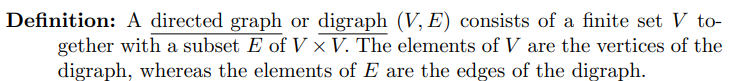 Definition: A directed graph or digraph (V, E) consists of a finite set V to-
gether with a subset E of V × V. The elements of V are the vertices of the
digraph, whereas the elements of E are the edges of the digraph.